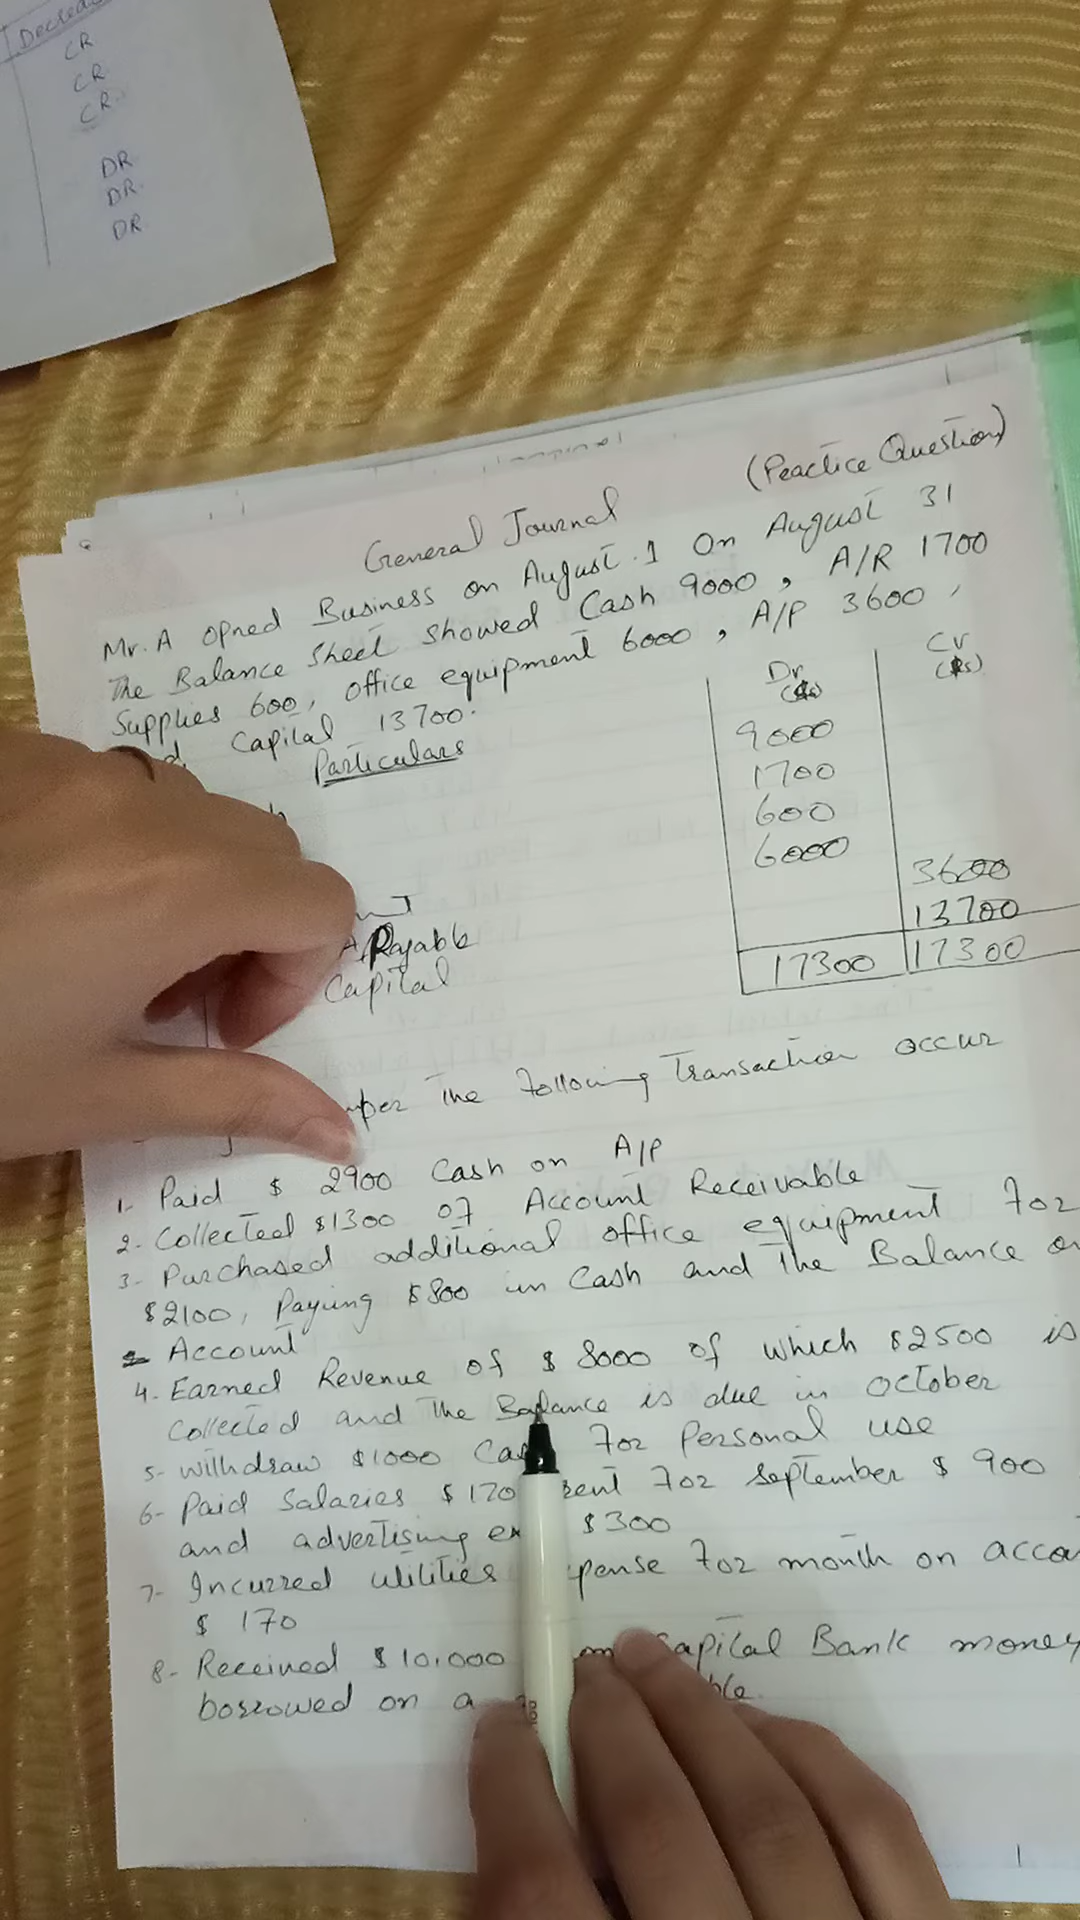 Decrea
CR
CR
CR.
DR
DR.
DR.
(Practice Question)
General Journal
Mr. A opned Business on August.1 On August 31
The Balance Sheet showed Cash 9000, A/R 1700
Supplies 600, office equipment 6000, A/P 3600,
Capital 13700.
Particulars
Dr
Cr
(Rs)
9000
1700
600
6000
3600
A/Payable
13700
Capital
17300 17300
The following Transaction occur
1- Paid $ 2900 Cash on A/P
2- Collected $1300 of Account Receivable
3- Purchased additional office equipment for
$2100, Paying $800 in Cash and the Balance on
Account
4- Earned Revenue of $ 8000 of which $2500 is
Collected and the Balance is due in October
5- withdraw $1000 for Personal use
6- Paid Salaries $170 for September $ 900
and advertising $300
7- Incurred utilities for month on
$ 170
8- Received $10,000 Bank money
borrowed on a